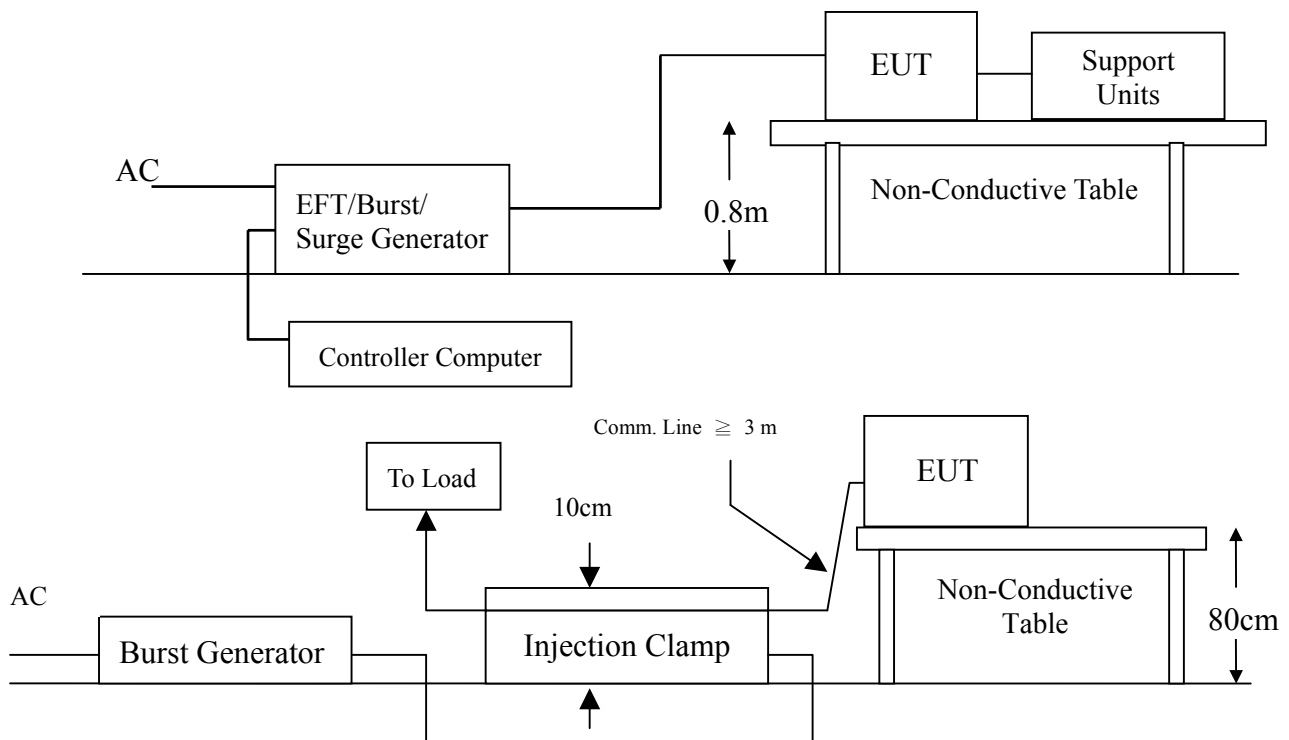 EUT
Support
Units
AC
EFT/Burst/
Surge Generator
0.8m
Non-Conductive Table
Controller Computer
Comm. Line ≧ 3 m
To Load
10cm
EUT
AC
Burst Generator
Injection Clamp
Non-Conductive
Table
80cm